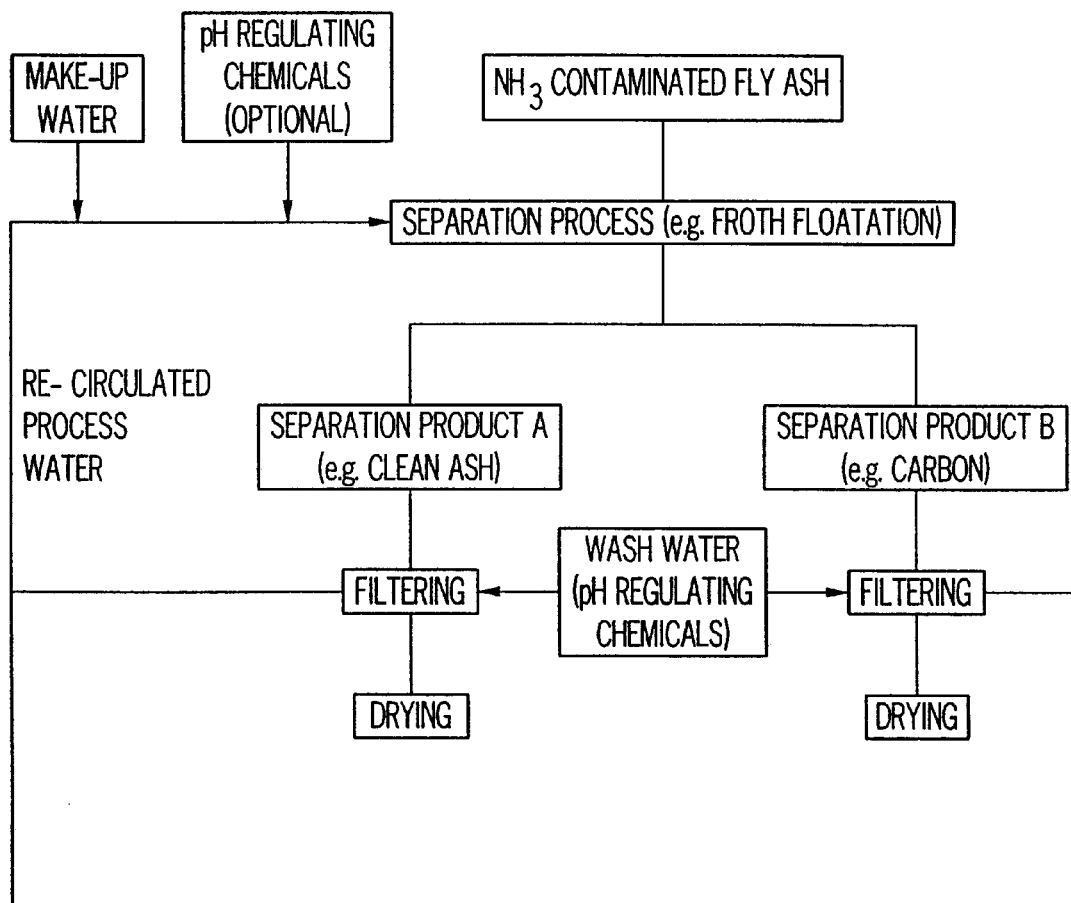 MAKE-UP
WATER
pH REGULATING
CHEMICALS
(OPTIONAL)
NH3 CONTAMINATED FLY ASH
SEPARATION PROCESS (e.g. FROTH FLOATATION)
RE- CIRCULATED
PROCESS
WATER
SEPARATION PRODUCT A
(e.g. CLEAN ASH)
SEPARATION PRODUCT B
(e.g. CARBON)
WASH WATER
(pH REGULATING
CHEMICALS)
FILTERING
FILTERING
DRYING
DRYING